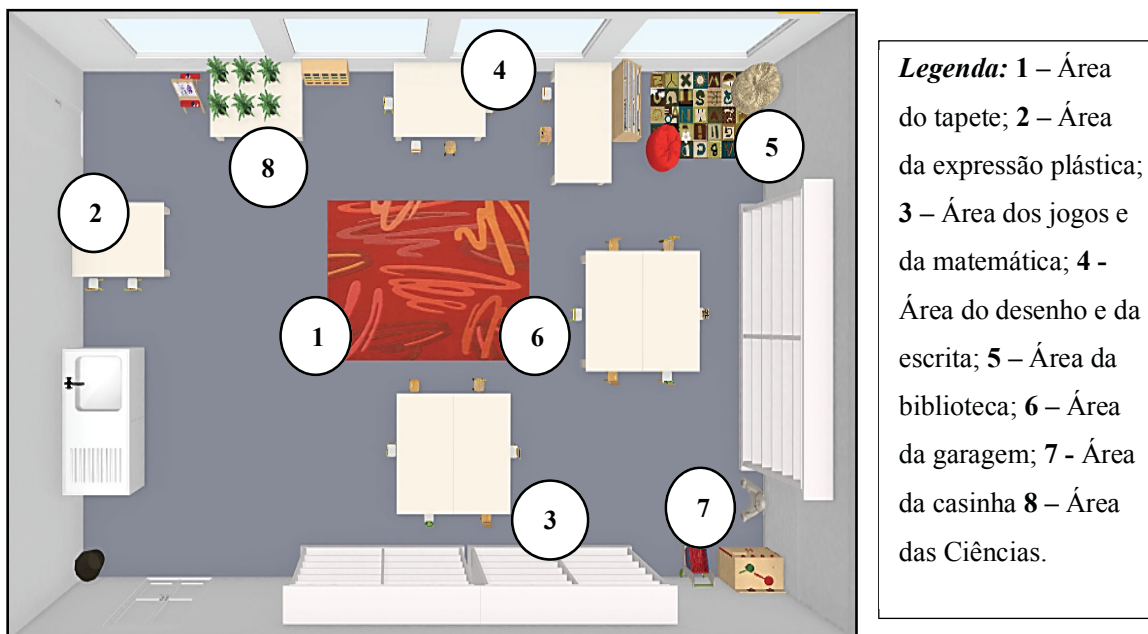 4
5
8
2
1
6
3
7
Legenda: 1 – Área
do tapete; 2 – Área
da expressão plástica;
3 – Área dos jogos e
da matemática; 4 -
Área do desenho e da
escrita; 5 – Área da
biblioteca; 6 – Área
da garagem; 7 - Área
da casinha 8 – Área
das Ciências.